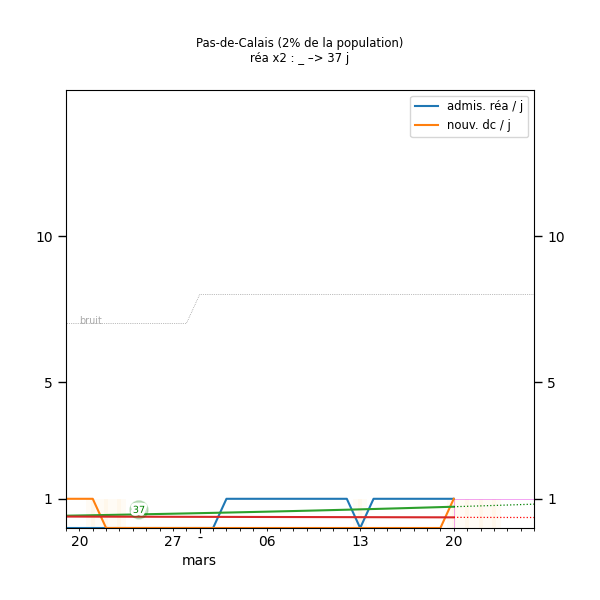 Pas-de-Calais (2% de la population)
réa x2 : _ –> 37 j
admis. réa / j
nouv. dc / j
10 10
bruit
5 5
1 37 1
20 27 - 06 13 20
mars